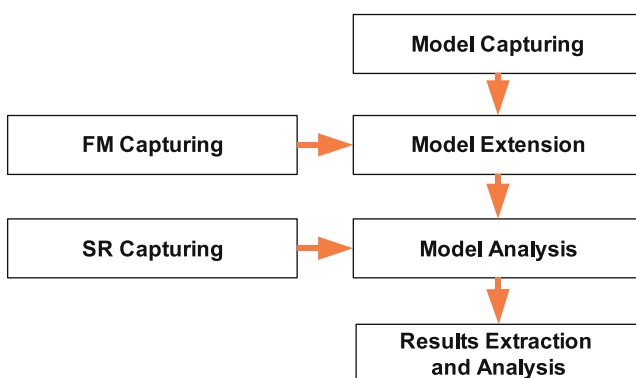 Model Capturing
FM Capturing
Model Extension
SR Capturing
Model Analysis
Results Extraction
and Analysis